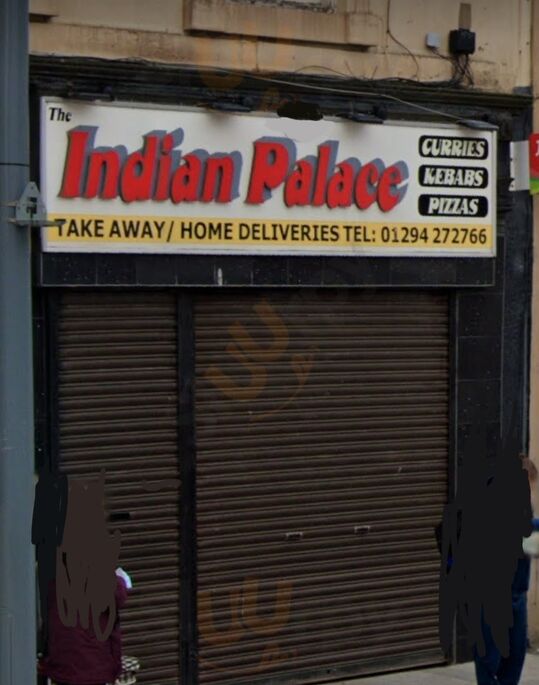 The
Indian Palace
CURRIES
KEBABS
PIZZAS
TAKE AWAY/ HOME DELIVERIES TEL: 01294 272766